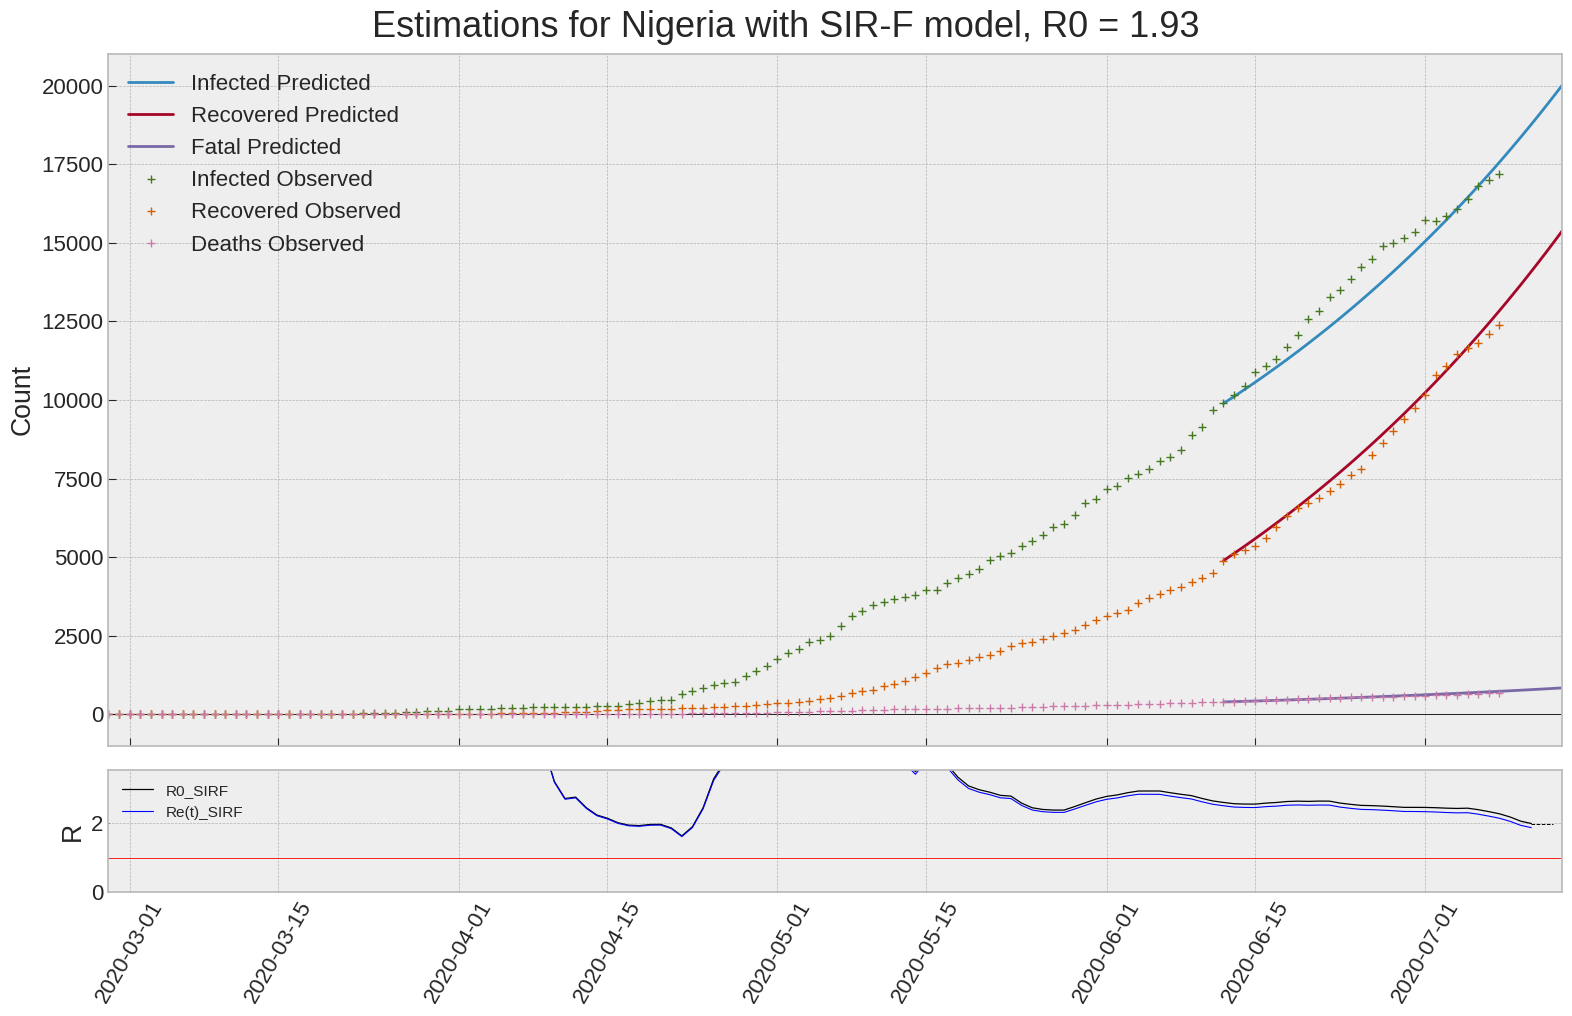 Estimations for Nigeria with SIR-F model, R0 = 1.93
Infected Predicted
Recovered Predicted
Fatal Predicted
Infected Observed
Recovered Observed
Deaths Observed
Count
20000
17500
15000
12500
10000
7500
5000
2500
0
R0_SIRF
Re(t)_SIRF
R
2
0
2020-03-01
2020-03-15
2020-04-01
2020-04-15
2020-05-01
2020-05-15
2020-06-01
2020-06-15
2020-07-01